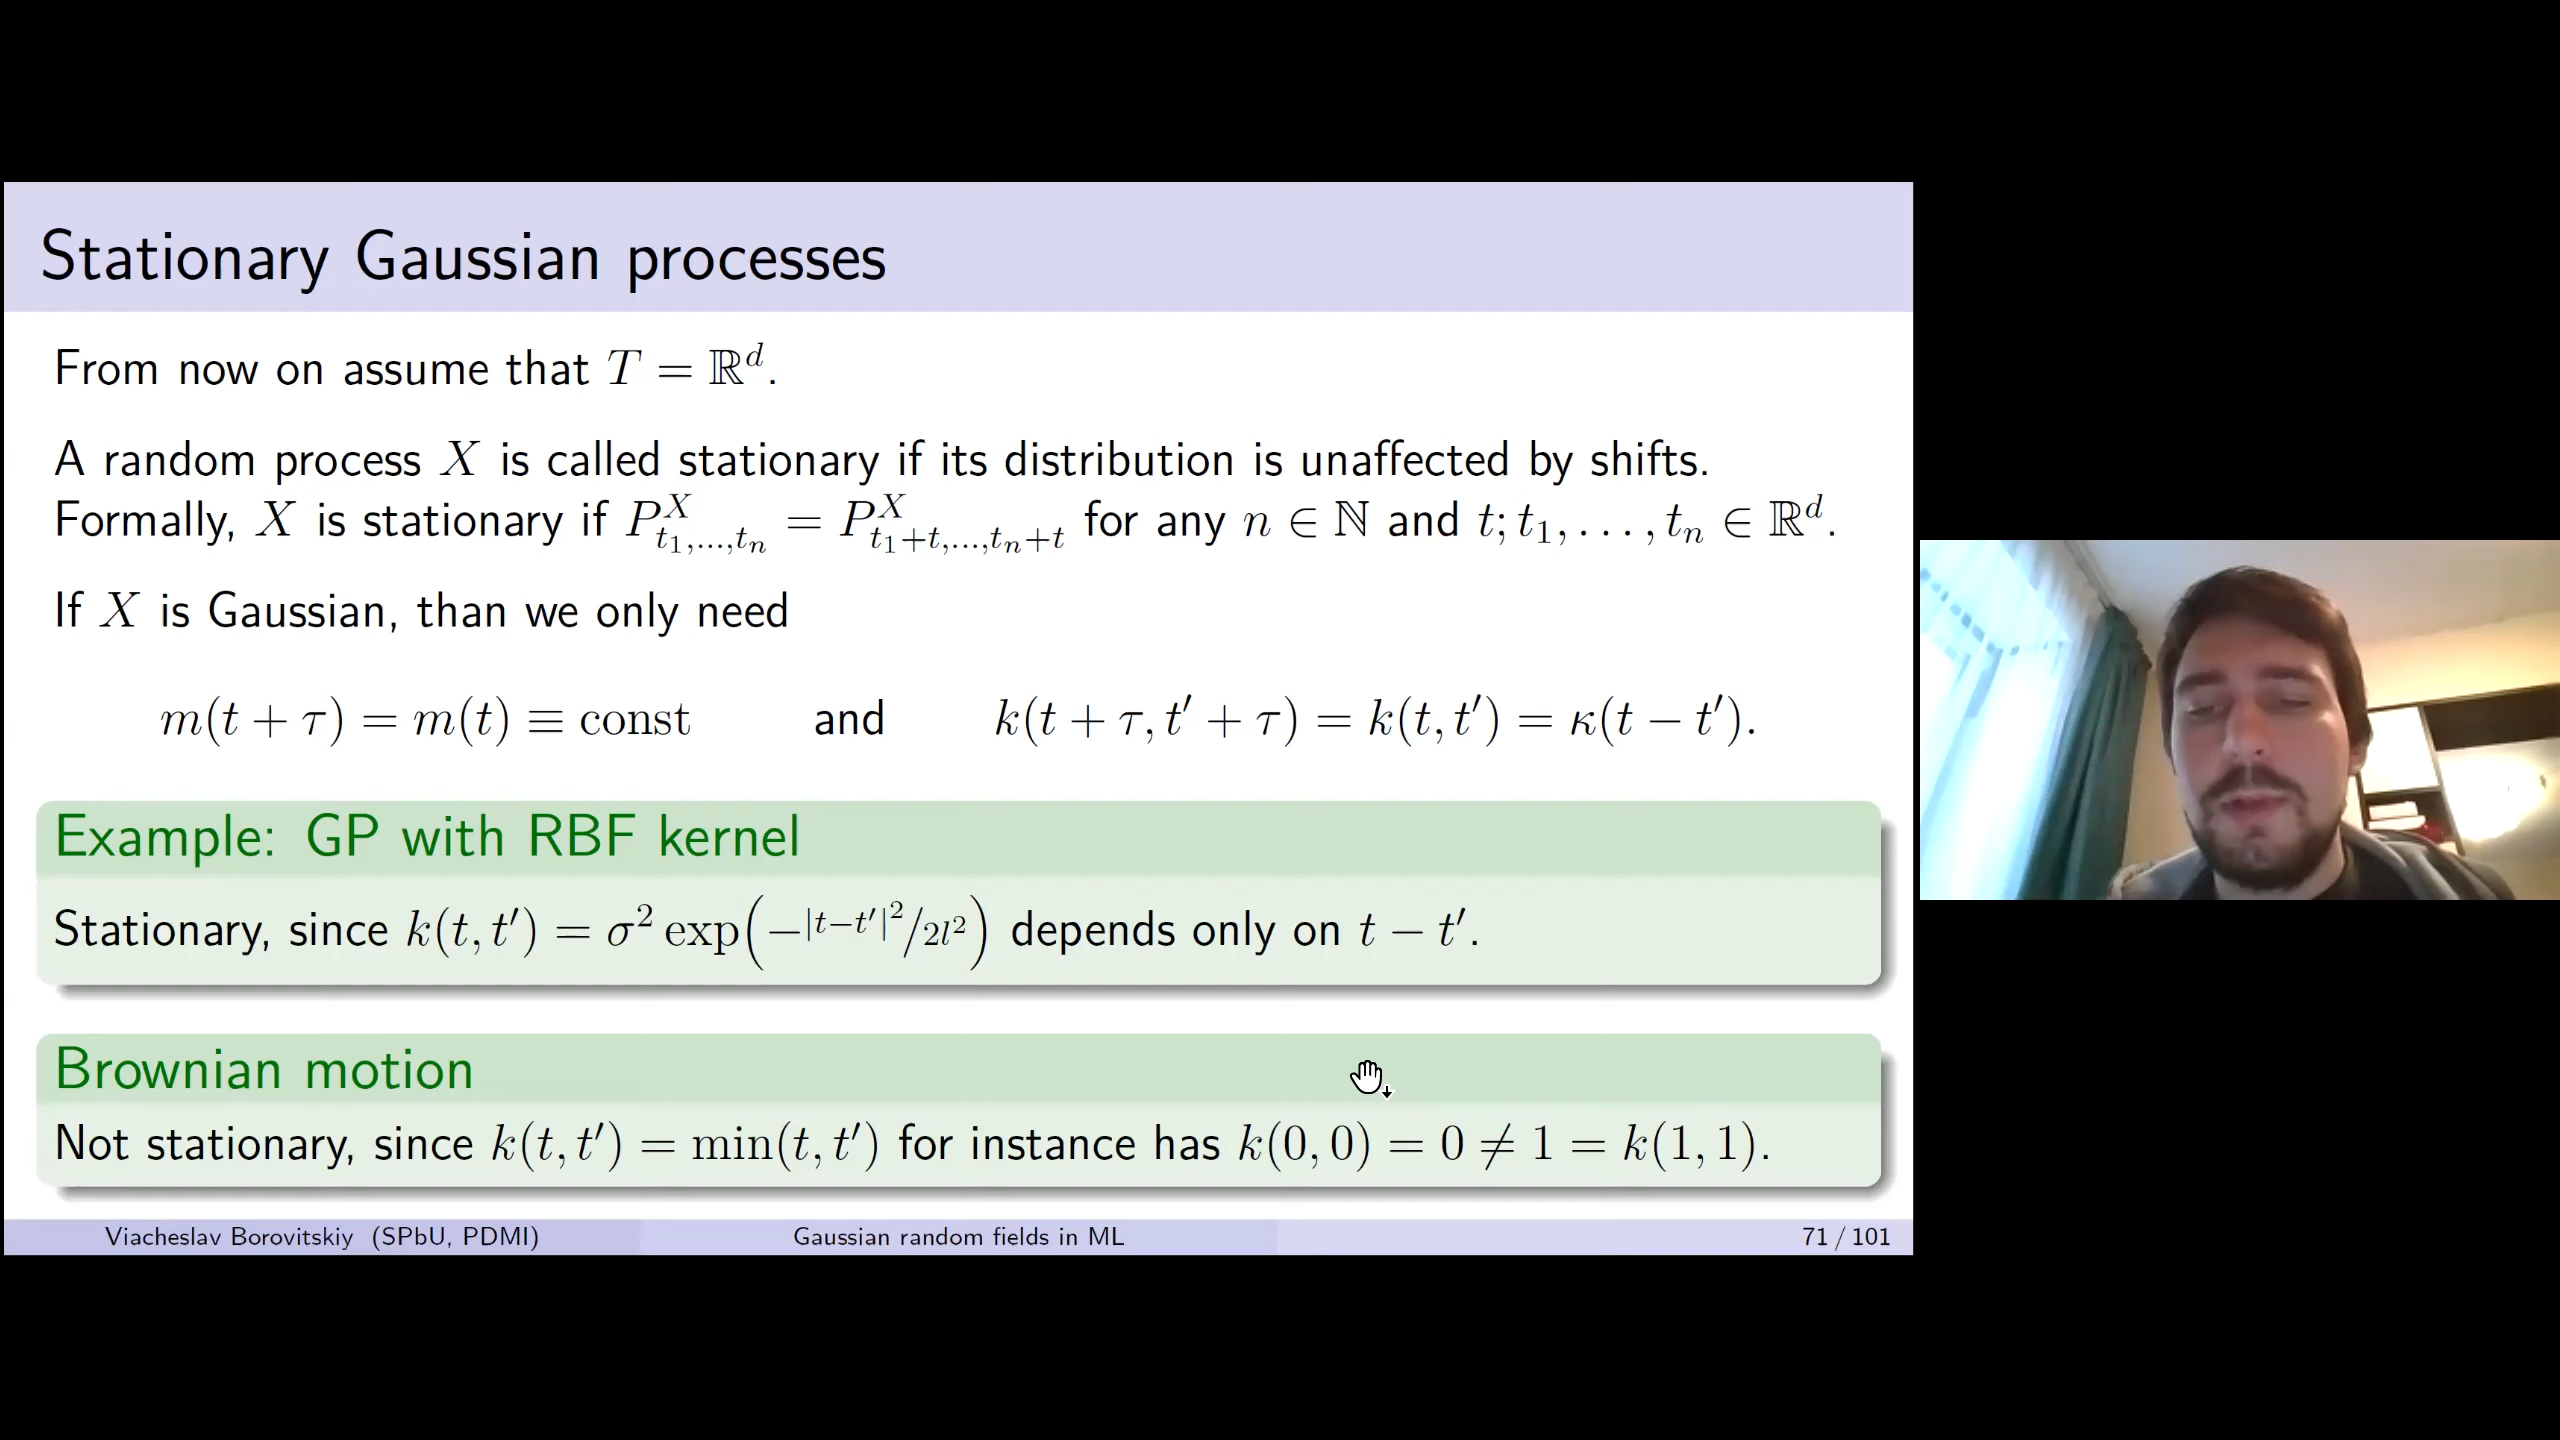 Stationary Gaussian processes
From now on assume that T = ℝ^d.
A random process X is called stationary if its distribution is unaffected by shifts.
Formally, X is stationary if P^X_{t_1,...,t_n} = P^X_{t_1+t,...,t_n+t} for any n ∈ ℕ and t; t_1, . . . , t_n ∈ ℝ^d.
If X is Gaussian, than we only need
m(t + τ) = m(t) ≡ const and k(t + τ, t′ + τ) = k(t, t′) = κ(t − t′).
Example: GP with RBF kernel
Stationary, since k(t, t′) = σ² exp(−|t−t′|²/2l²) depends only on t − t′.
Brownian motion
Not stationary, since k(t, t′) = min(t, t′) for instance has k(0, 0) = 0 ≠ 1 = k(1, 1).
Viacheslav Borovitskiy (SPbU, PDMI) Gaussian random fields in ML 71 / 101